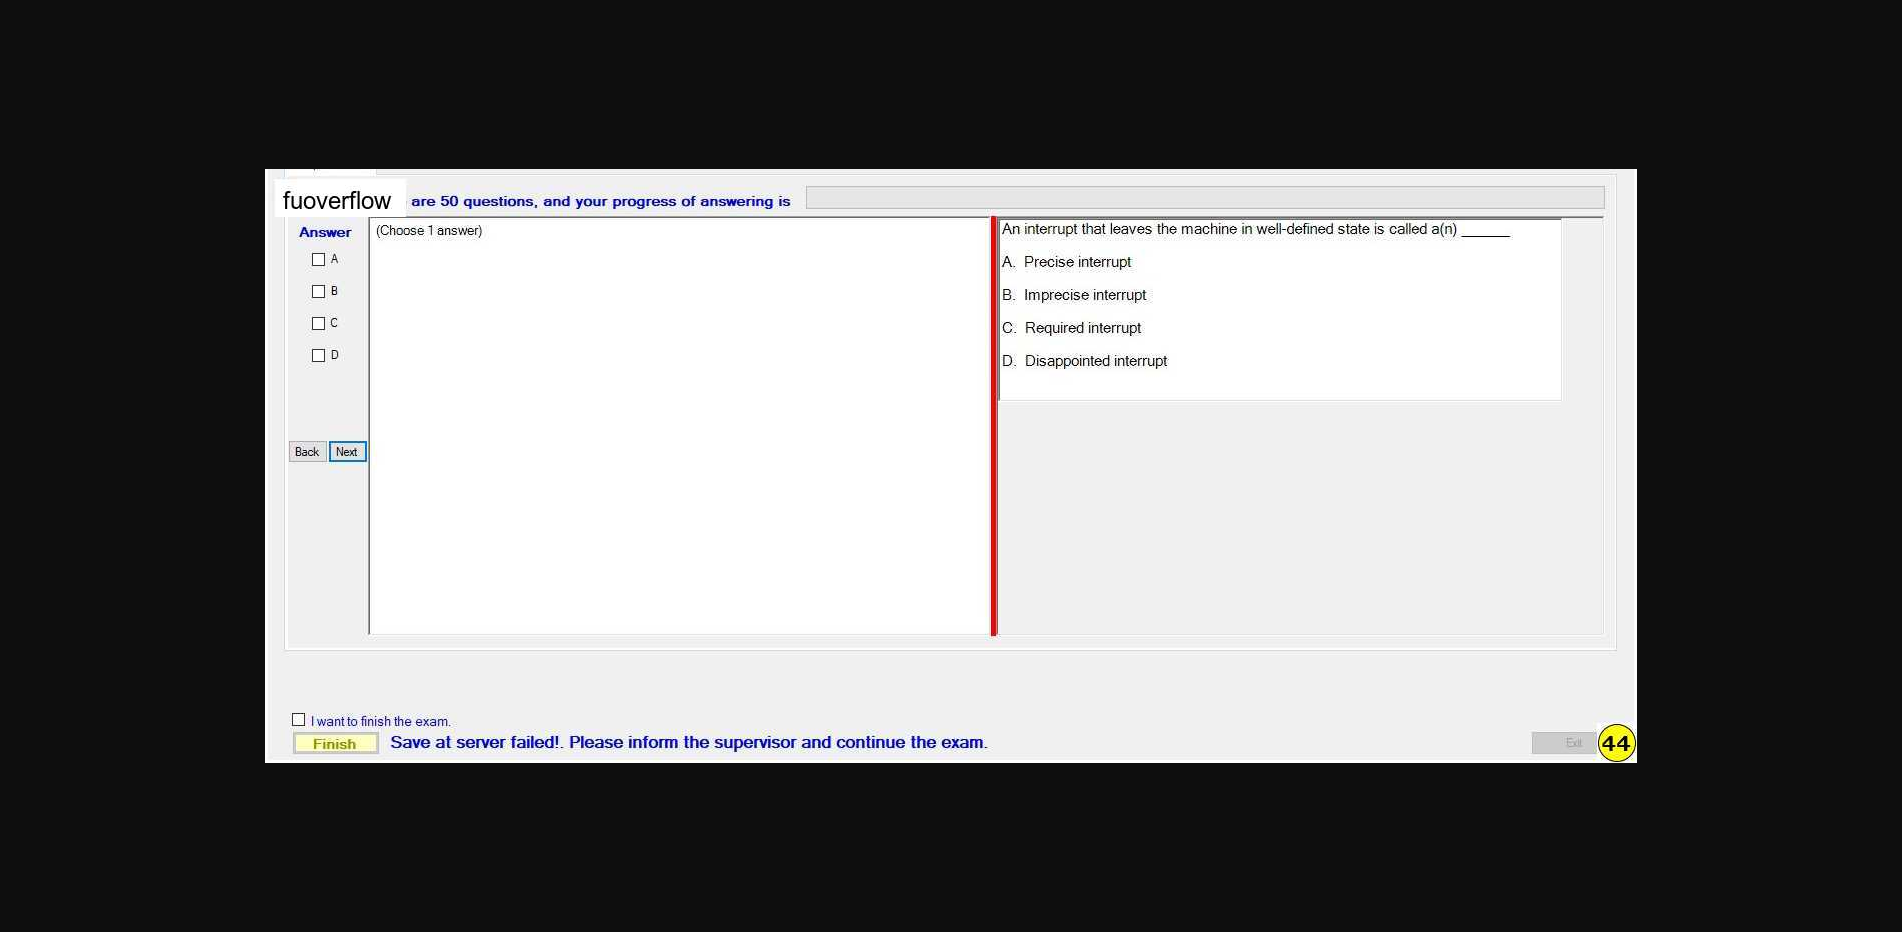 fuoverflow are 50 questions, and your progress of answering is
Answer
(Choose 1 answer)
A
B
C
D
Back Next
An interrupt that leaves the machine in well-defined state is called a(n) ______
A. Precise interrupt
B. Imprecise interrupt
C. Required interrupt
D. Disappointed interrupt
I want to finish the exam.
Finish Save at server failed!. Please inform the supervisor and continue the exam.
Exit 44